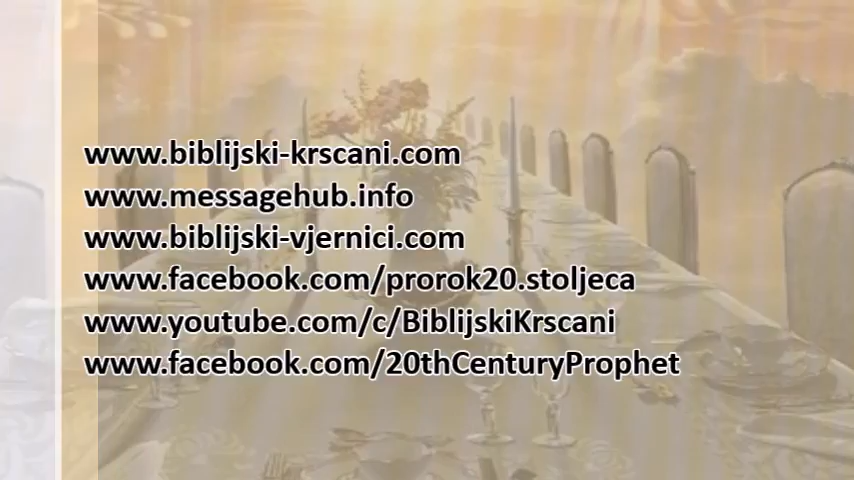 www.biblijski-krscani.com
www.messagehub.info
www.biblijski-vjernici.com
www.facebook.com/prorok20.stoljeca
www.youtube.com/c/BiblijskiKrscani
www.facebook.com/20thCenturyProphet